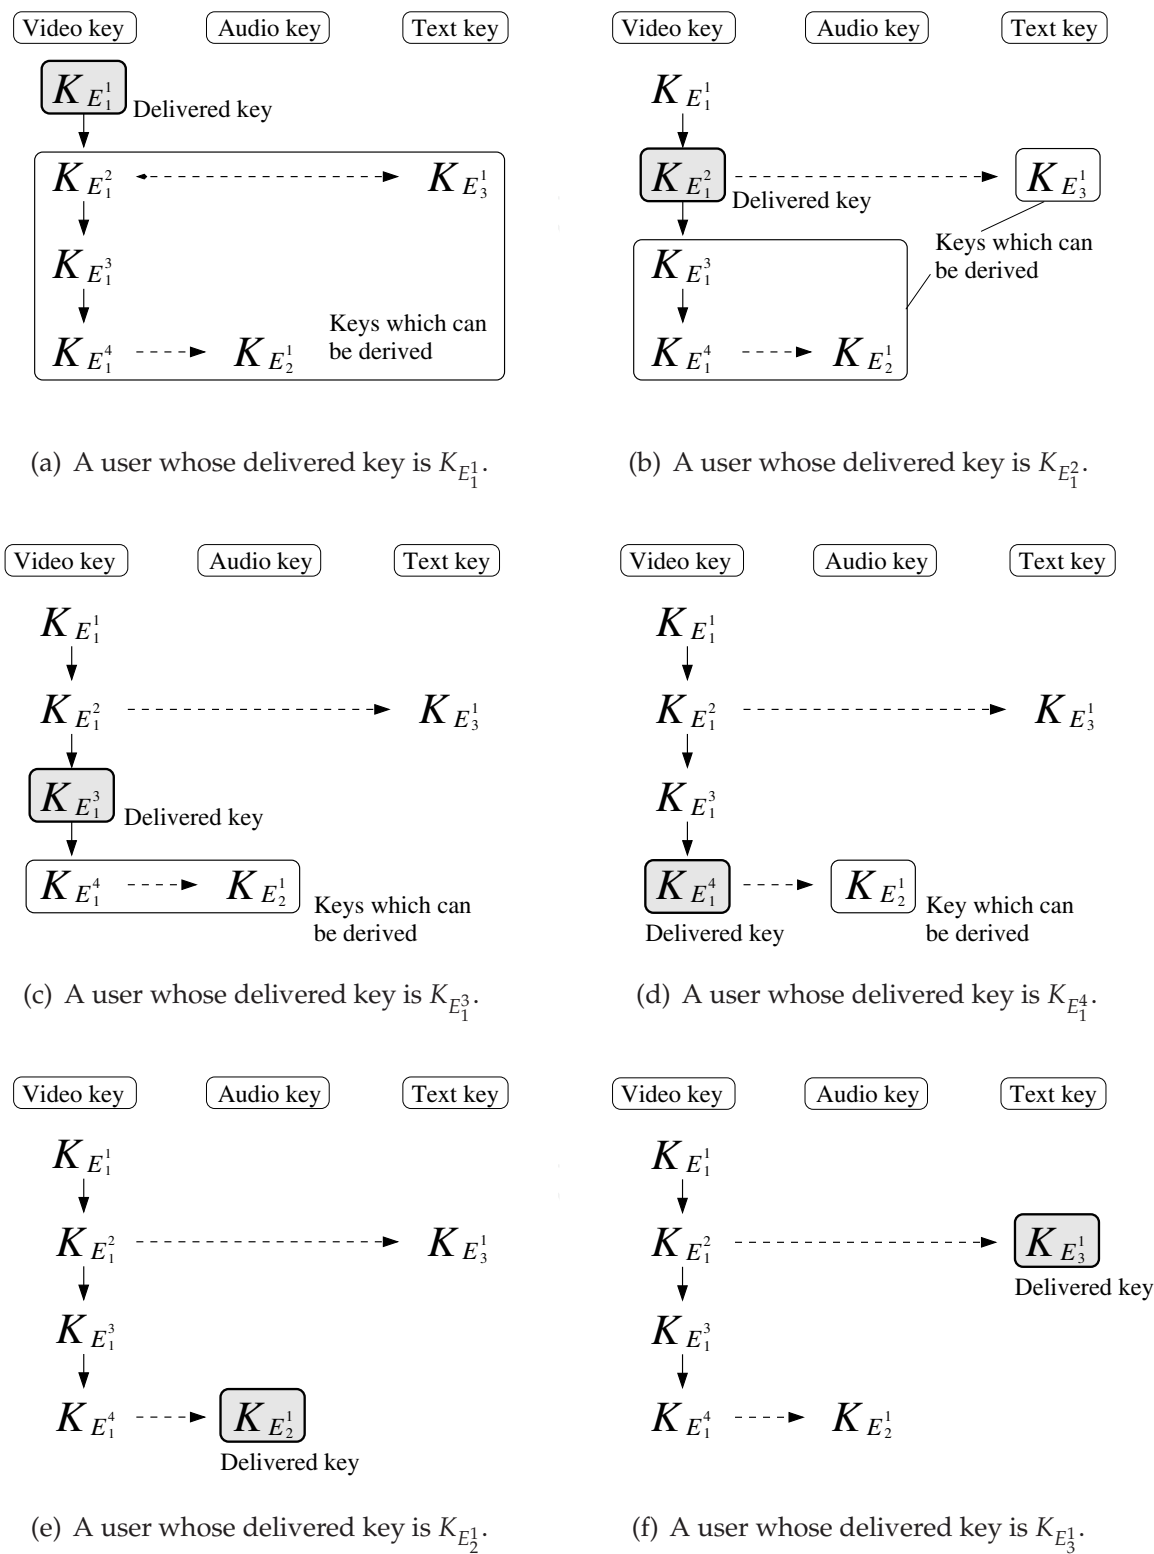 Video key Audio key Text key
K_{E_1^1}
Delivered key
K_{E_1^2} K_{E_3^1}
K_{E_1^3}
Keys which can
be derived
K_{E_1^4} K_{E_2^1}
(a) A user whose delivered key is K_{E_1^1}.
Video key Audio key Text key
K_{E_1^1}
K_{E_1^2} K_{E_3^1}
Delivered key
Keys which can
be derived
K_{E_1^3}
K_{E_1^4} K_{E_2^1}
(b) A user whose delivered key is K_{E_1^2}.
Video key Audio key Text key
K_{E_1^1}
K_{E_1^2} K_{E_3^1}
K_{E_1^3}
Delivered key
K_{E_1^4} K_{E_2^1}
Keys which can
be derived
(c) A user whose delivered key is K_{E_1^3}.
Video key Audio key Text key
K_{E_1^1}
K_{E_1^2} K_{E_3^1}
K_{E_1^3}
K_{E_1^4} K_{E_2^1}
Key which can
be derived
Delivered key
(d) A user whose delivered key is K_{E_1^4}.
Video key Audio key Text key
K_{E_1^1}
K_{E_1^2} K_{E_3^1}
K_{E_1^3}
K_{E_1^4} K_{E_2^1}
Delivered key
(e) A user whose delivered key is K_{E_2^1}.
Video key Audio key Text key
K_{E_1^1}
K_{E_1^2} K_{E_3^1}
Delivered key
K_{E_1^3}
K_{E_1^4} K_{E_2^1}
(f) A user whose delivered key is K_{E_3^1}.